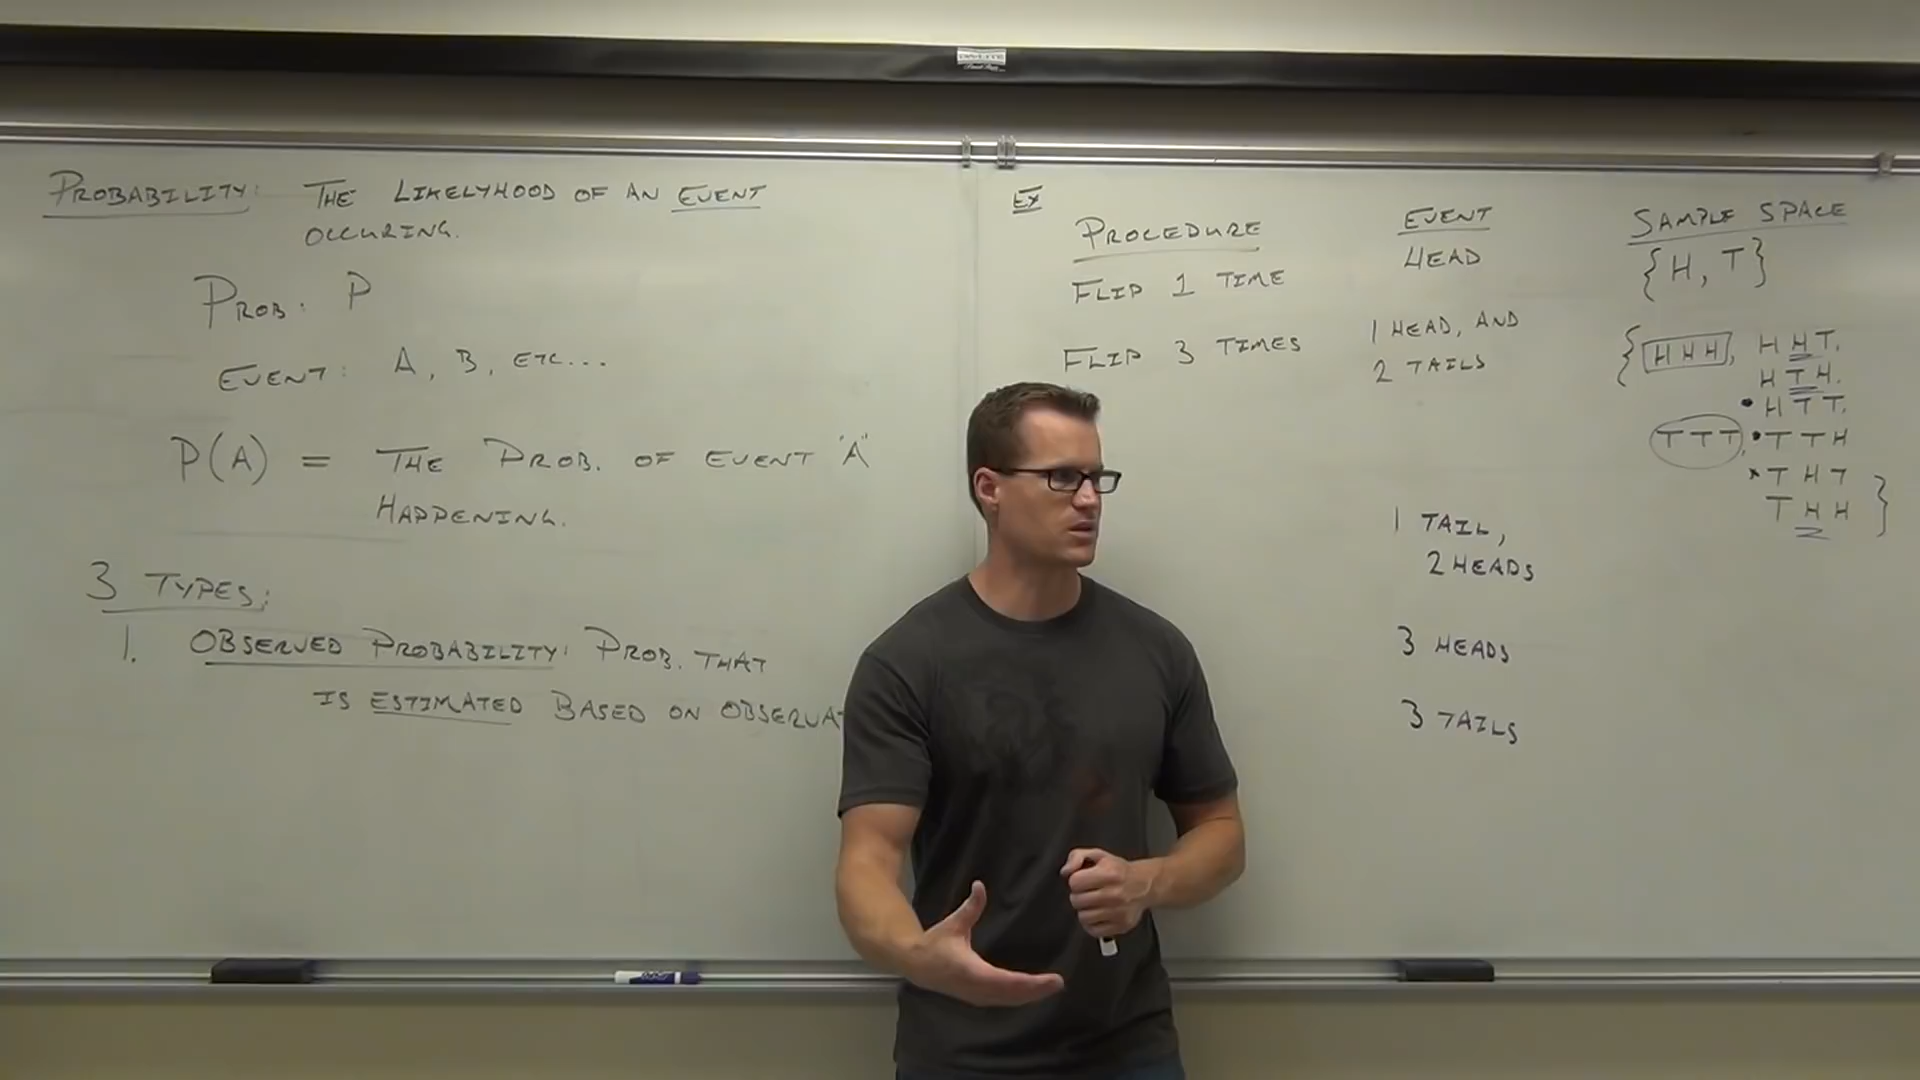 PROBABILITY: THE LIKELYHOOD OF AN EVENT
OCCURING.
PROB: P
EVENT: A, B, ETC...
P(A) = THE PROB. OF EVENT "A"
HAPPENING.
3 TYPES:
1. OBSERVED PROBABILITY: PROB. THAT
IS ESTIMATED BASED ON OBSERVAT
EX
PROCEDURE
FLIP 1 TIME
FLIP 3 TIMES
EVENT
HEAD
1 HEAD, AND
2 TAILS
1 TAIL,
2 HEADS
3 HEADS
3 TAILS
SAMPLE SPACE
{H, T}
{HHH, HHT,
HTH,
• HTT,
TTT, • TTH
• THT
THH}